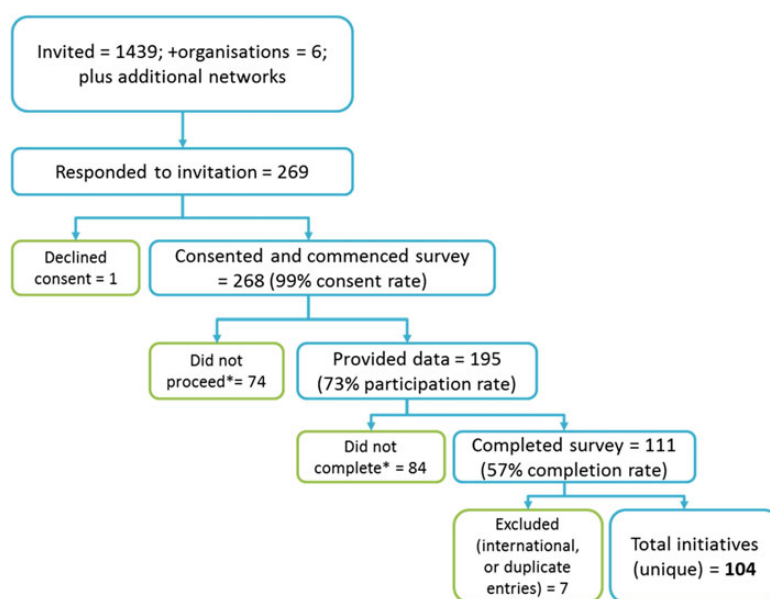 Invited = 1439; +organisations = 6;
plus additional networks
Responded to invitation = 269
Declined
consent = 1
Consented and commenced survey
= 268 (99% consent rate)
Did not
proceed*= 74
Provided data = 195
(73% participation rate)
Did not
complete* = 84
Completed survey = 111
(57% completion rate)
Excluded
(international,
or duplicate
entries) = 7
Total initiatives
(unique) = 104